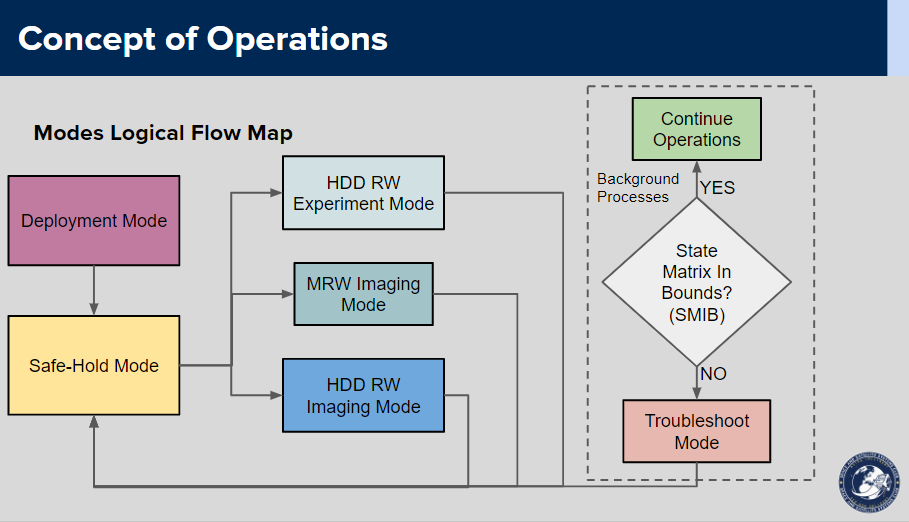 Concept of Operations
Modes Logical Flow Map
Deployment Mode
Safe-Hold Mode
HDD RW
Experiment Mode
MRW Imaging
Mode
HDD RW
Imaging Mode
Continue
Operations
Background
Processes
YES
State
Matrix In
Bounds?
(SMIB)
NO
Troubleshoot
Mode